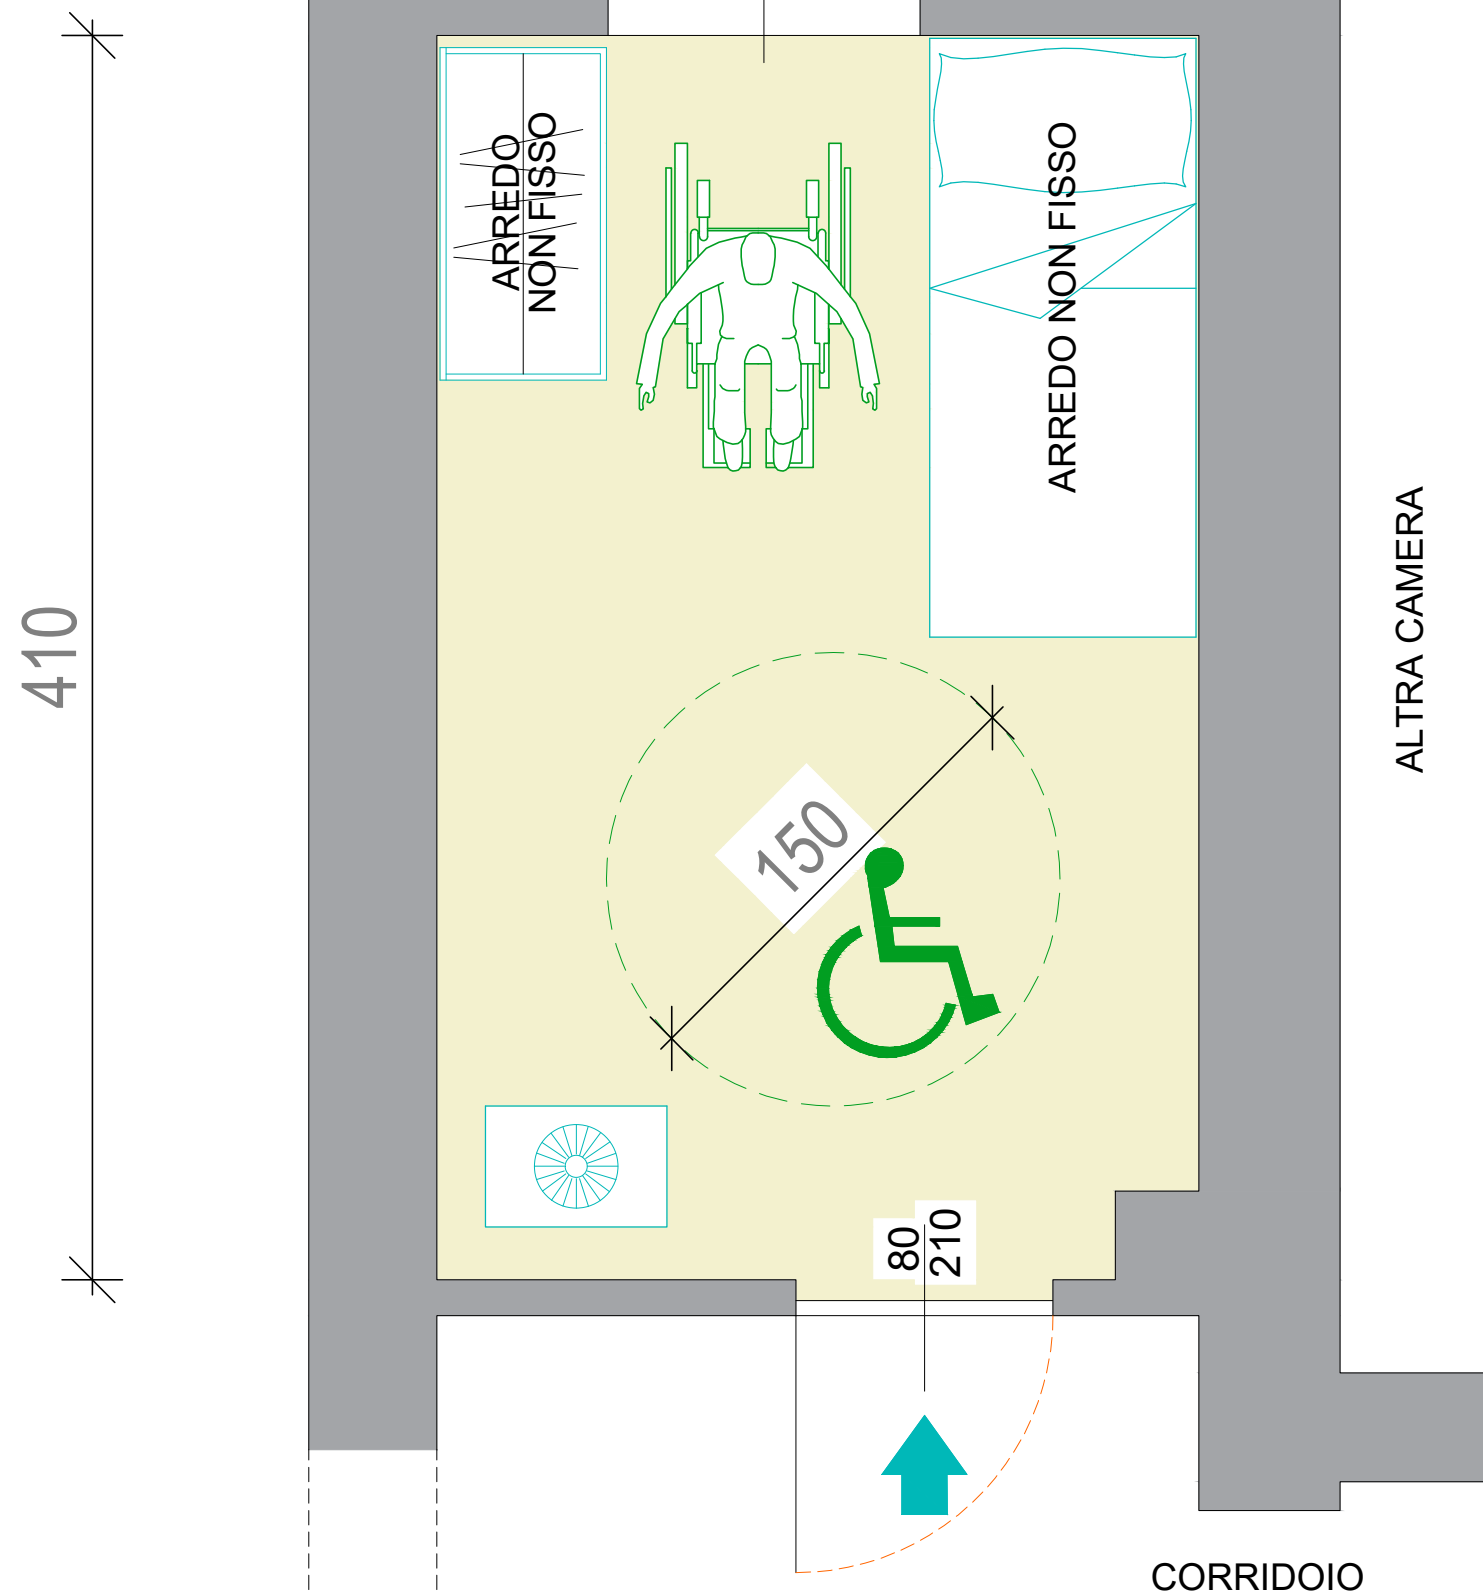 ARREDO
NON FISSO
ARREDO NON FISSO
410
ALTRA CAMERA
150
80
210
CORRIDOIO